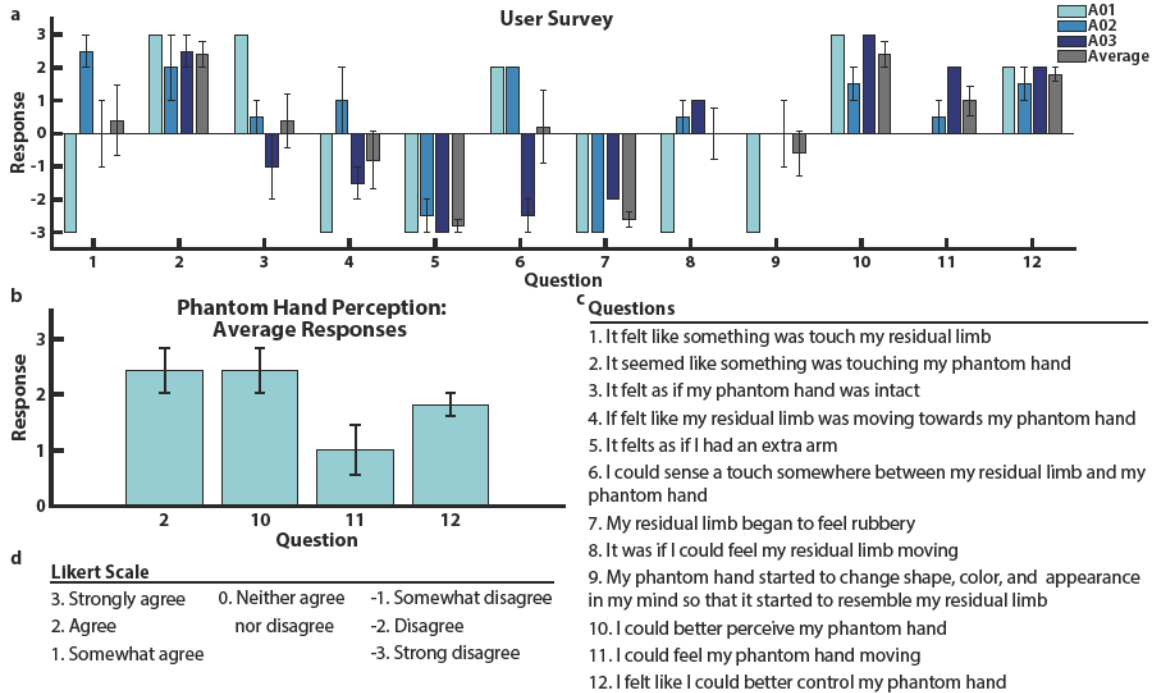 a
User Survey
A01
A02
A03
Average
Response
3
2
1
0
-1
-2
-3
1 2 3 4 5 6 7 8 9 10 11 12
Question
b
Phantom Hand Perception:
Average Responses
Response
3
2
1
0
2 10 11 12
Question
c
Questions
1. It felt like something was touch my residual limb
2. It seemed like something was touching my phantom hand
3. It felt as if my phantom hand was intact
4. If felt like my residual limb was moving towards my phantom hand
5. It felts as if I had an extra arm
6. I could sense a touch somewhere between my residual limb and my
phantom hand
7. My residual limb began to feel rubbery
8. It was if I could feel my residual limb moving
9. My phantom hand started to change shape, color, and appearance
in my mind so that it started to resemble my residual limb
10. I could better perceive my phantom hand
11. I could feel my phantom hand moving
12. I felt like I could better control my phantom hand
d
Likert Scale
3. Strongly agree
2. Agree
1. Somewhat agree
0. Neither agree
nor disagree
-1. Somewhat disagree
-2. Disagree
-3. Strong disagree